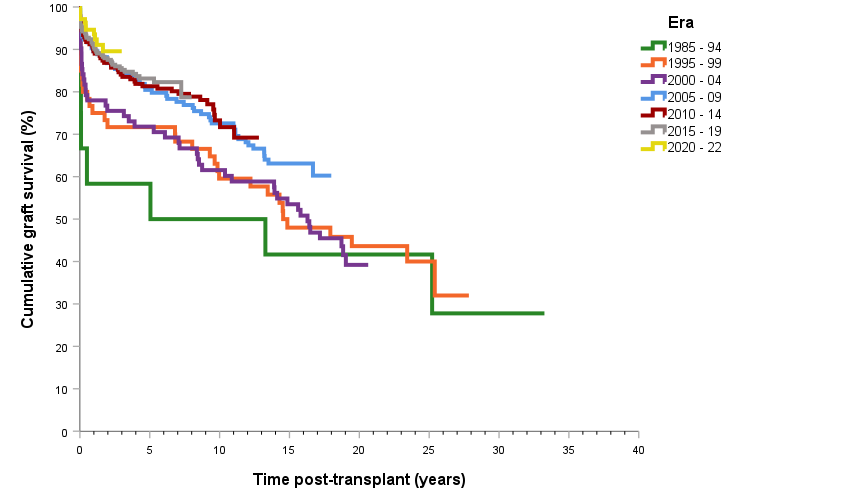 Era
1985 - 94
1995 - 99
2000 - 04
2005 - 09
2010 - 14
2015 - 19
2020 - 22
Cumulative graft survival (%)
100
90
80
70
60
50
40
30
20
10
0
0 5 10 15 20 25 30 35 40
Time post-transplant (years)